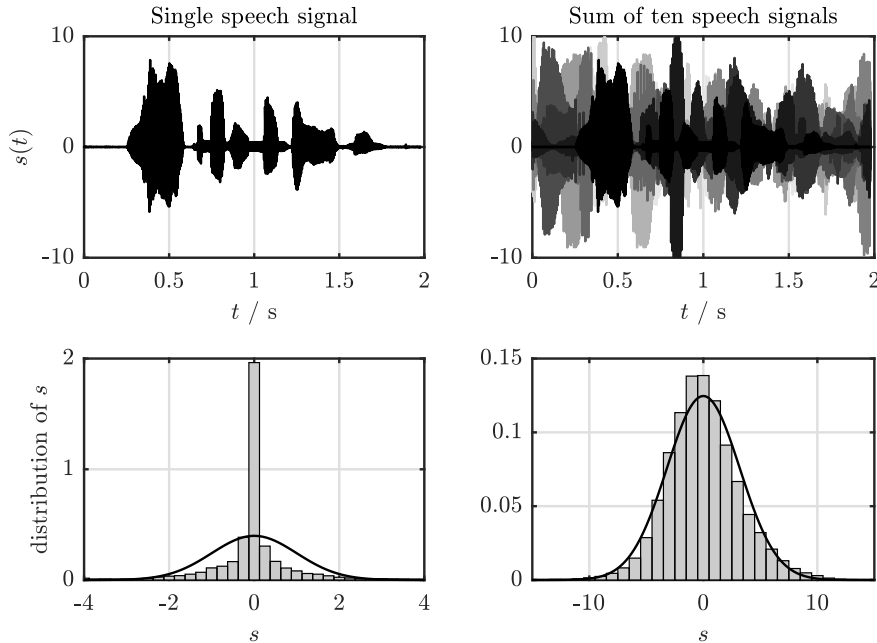 Single speech signal
Sum of ten speech signals
10
0
-10
s(t)
0 0.5 1 1.5 2
t / s
10
0
-10
0 0.5 1 1.5 2
t / s
2
1
0
distribution of s
-4 -2 0 2 4
s
0.15
0.1
0.05
0
-10 0 10
s